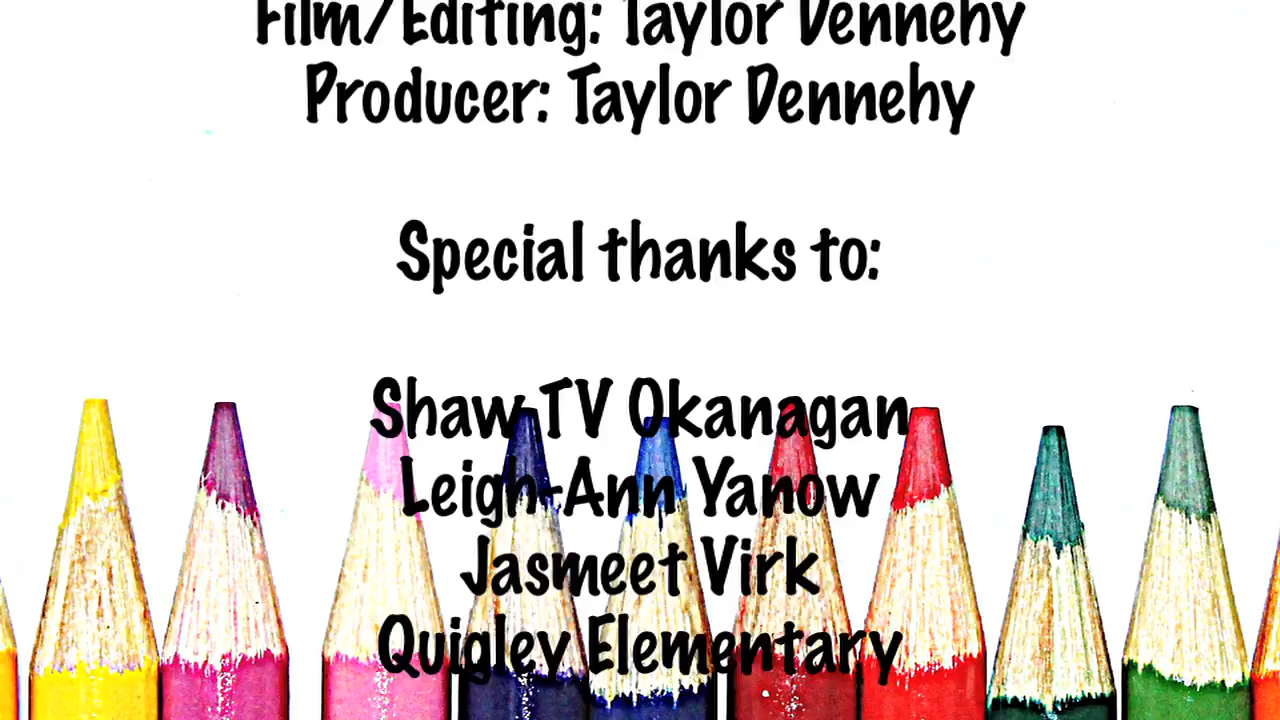 Film/Editing: Taylor Dennehy
Producer: Taylor Dennehy
Special thanks to:
Shaw TV Okanagan
Leigh-Ann Yanow
Jasmeet Virk
Quigley Elementary